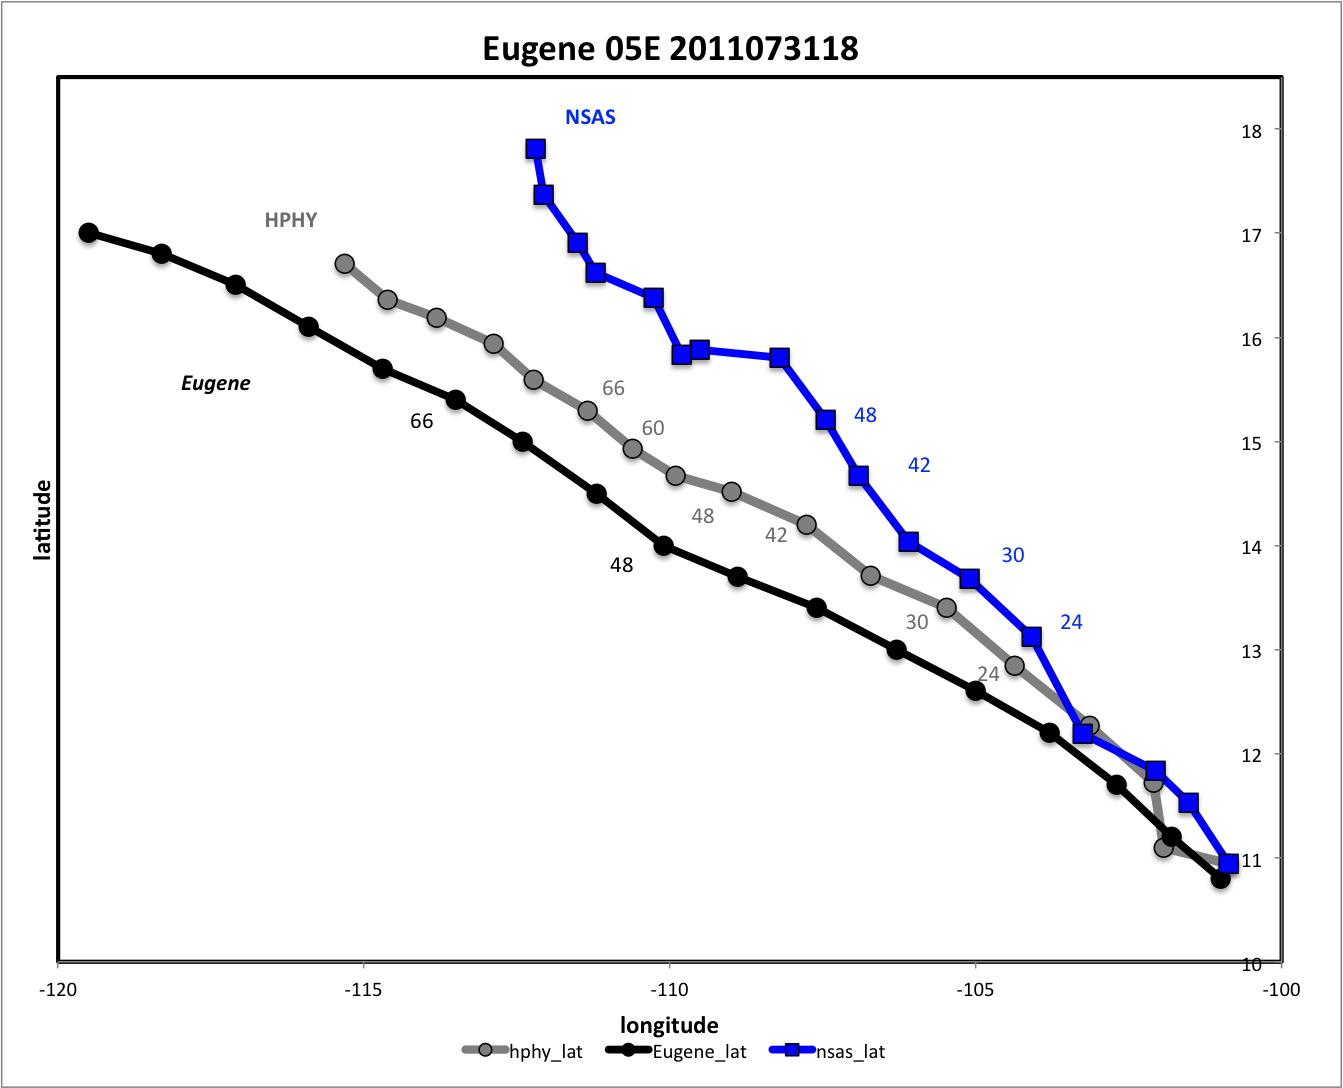 Eugene 05E 2011073118
NSAS
18
HPHY
17
16
Eugene
66
48
66
60
15
42
latitude
48
42
14
30
48
30
24
13
24
12
11
10
-120
-115
-110
-105
-100
longitude
hphy_lat
Eugene_lat
nsas_lat